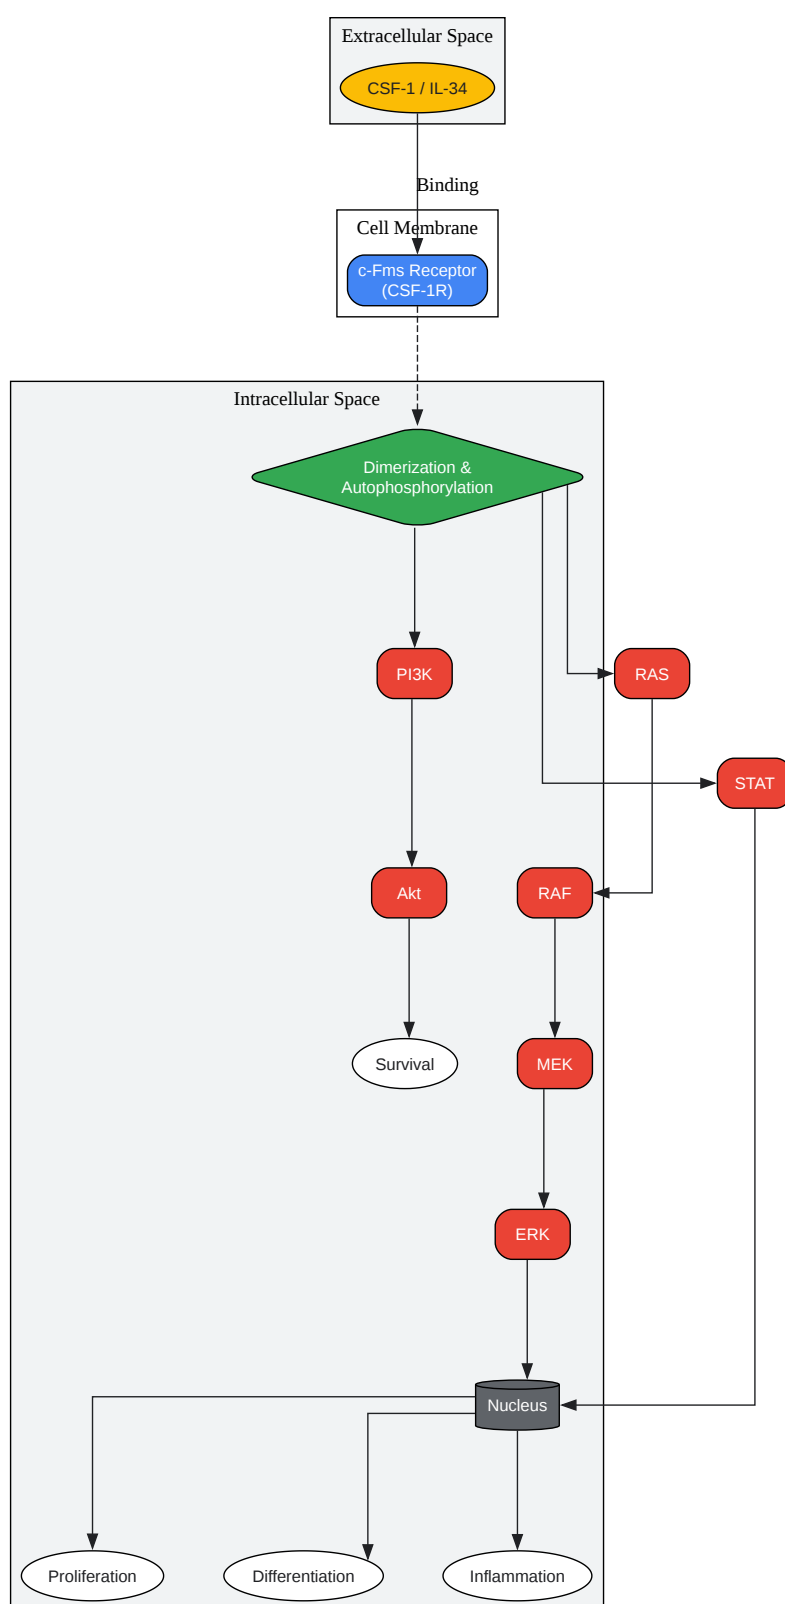 Extracellular Space
CSF-1 / IL-34
Binding
Cell Membrane
c-Fms Receptor
(CSF-1R)
Intracellular Space
Dimerization &
Autophosphorylation
PI3K
RAS
STAT
Akt
RAF
Survival
MEK
ERK
Nucleus
Proliferation
Differentiation
Inflammation